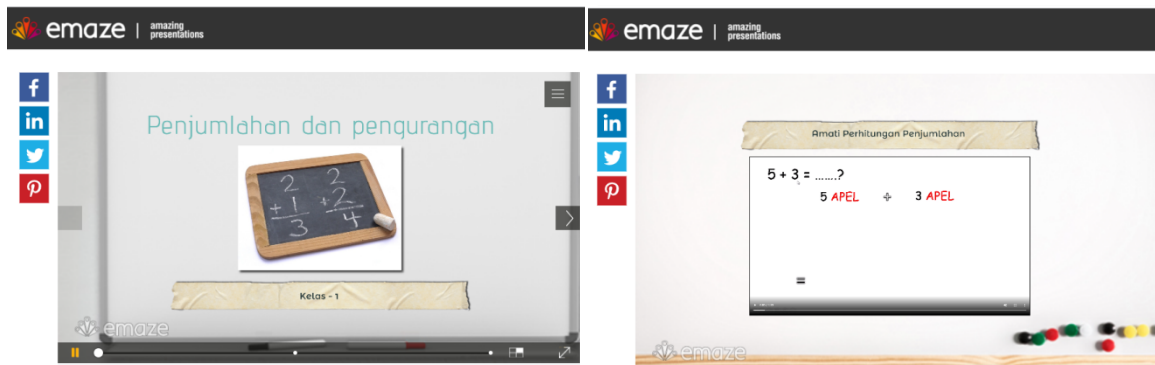 emaze | amazing
presentations
Penjumlahan dan pengurangan
2 2
+1 +2
3 4
Kelas - 1
emaze
emaze | amazing
presentations
Amati Perhitungan Penjumlahan
5 + 3 = .......?
5 APEL + 3 APEL
=
emaze